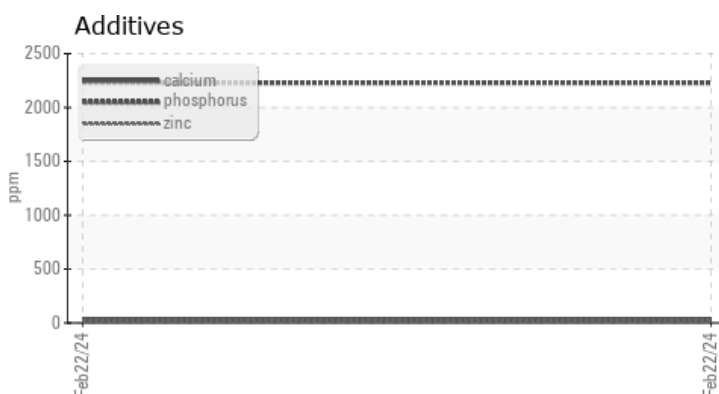 Additives
2500
2000
1500
1000
500
0
ppm
calcium
phosphorus
zinc
Feb22/24
Feb22/24